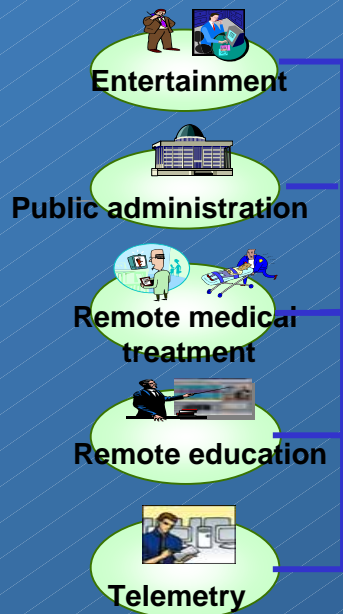 Entertainment
Public administration
Remote medical
treatment
Remote education
Telemetry